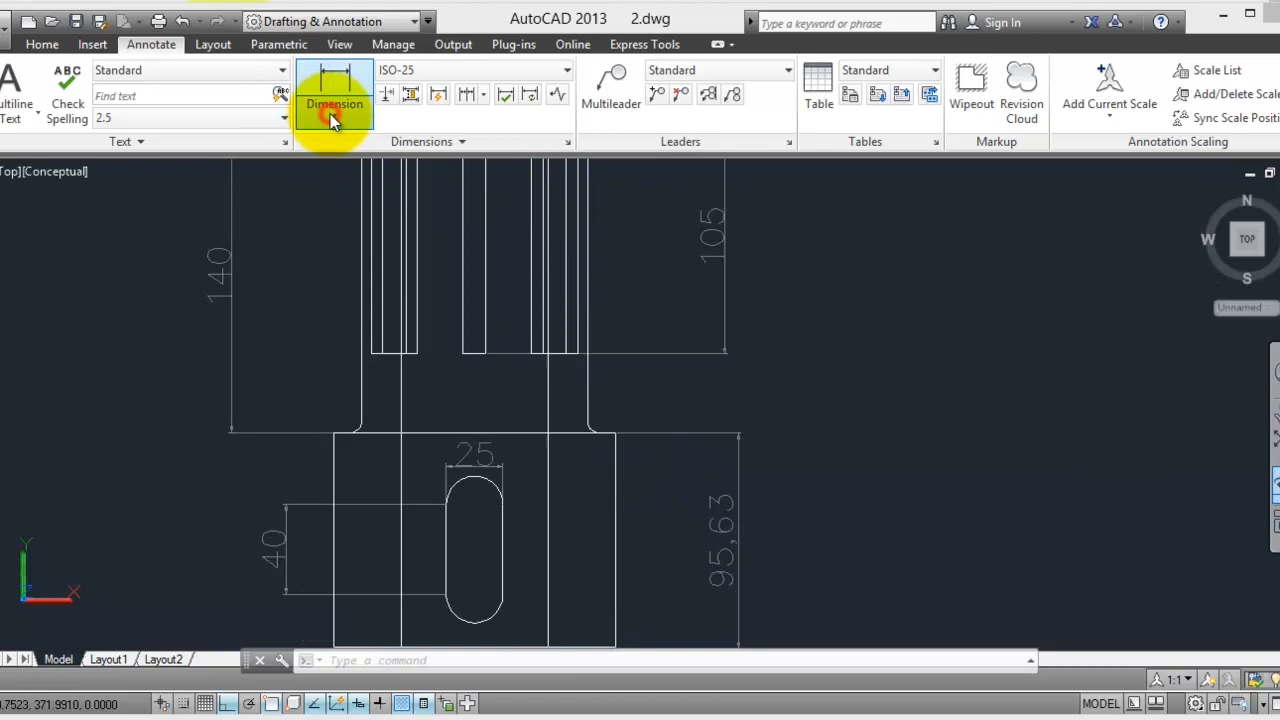 Drafting & Annotation
AutoCAD 2013 2.dwg
Type a keyword or phrase
Sign In
Home Insert Annotate Layout Parametric View Manage Output Plug-ins Online Express Tools
A ABC Standard
Find text
Check Spelling
Text
2.5
Dimension
ISO-25
Dimensions
Multileader
Standard
Leaders
Table
Standard
Tables
Wipeout
Revision Cloud
Markup
Add Current Scale
Scale List
Add/Delete Scale
Sync Scale Positi
Annotation Scaling
Top][Conceptual]
N
W TOP
S
Unnamed
140
105
25
40
95,63
Y
X
Model Layout1 Layout2
Type a command
1:1
.7523, 371.9910, 0.0000
MODEL